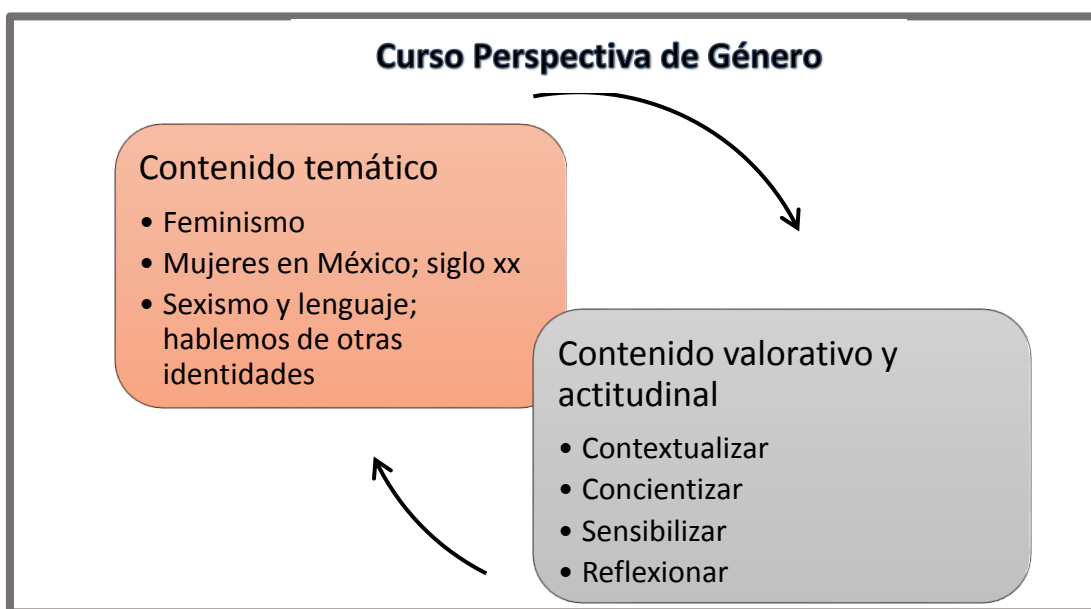 Curso Perspectiva de Género
Contenido temático
• Feminismo
• Mujeres en México; siglo xx
• Sexismo y lenguaje;
hablemos de otras
identidades
Contenido valorativo y
actitudinal
• Contextualizar
• Concientizar
• Sensibilizar
• Reflexionar